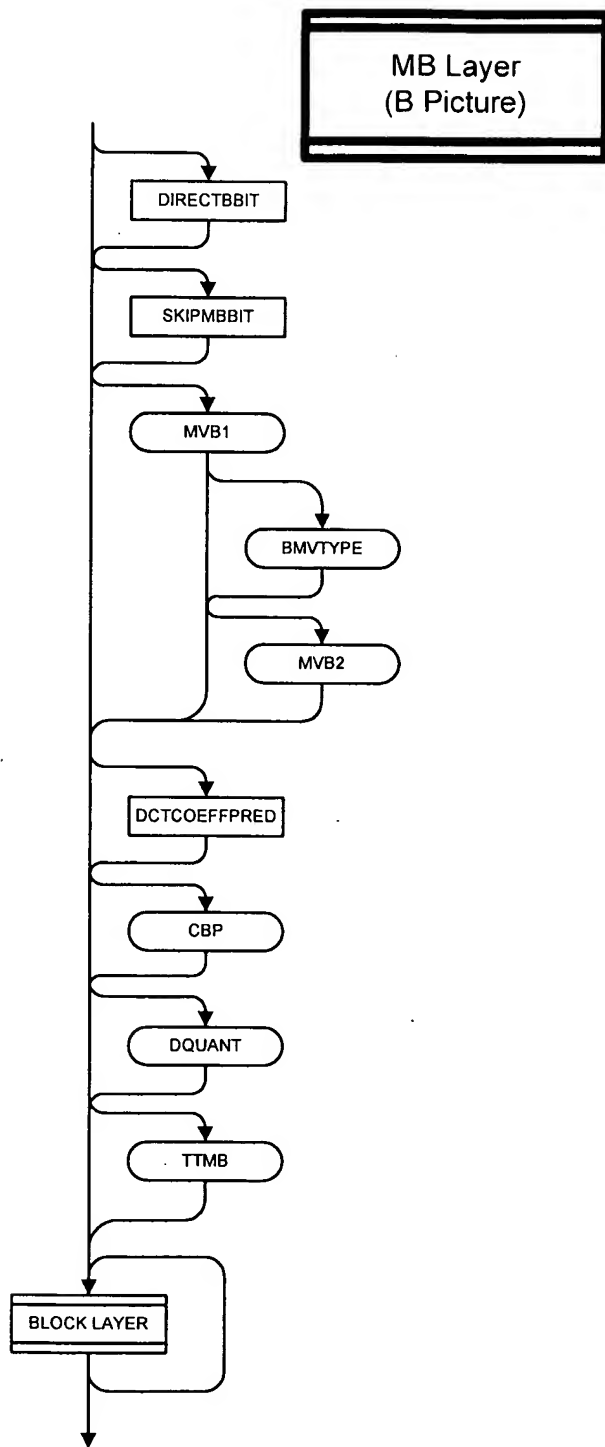 MB Layer
(B Picture)
DIRECTBBIT
SKIPMBBIT
MVB1
BMVTYPE
MVB2
DCTCOEFFPRED
CBP
DQUANT
TTMB
BLOCK LAYER